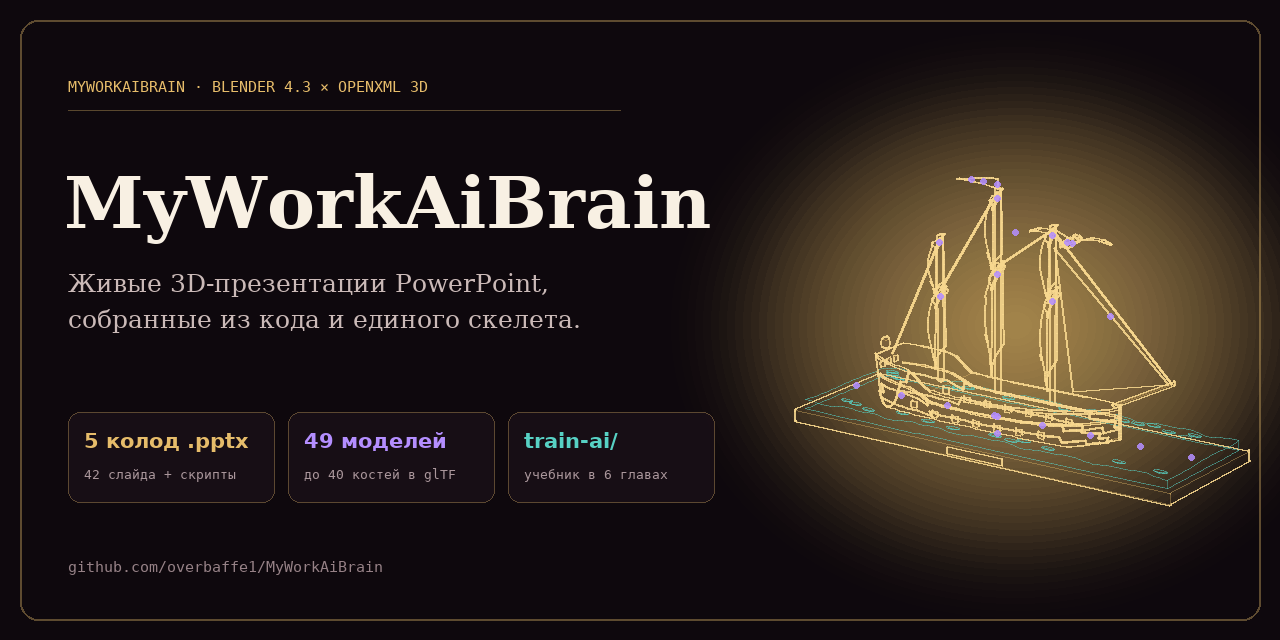 MYWORKAIBRAIN · BLENDER 4.3 × OPENXML 3D
MyWorkAiBrain
Живые 3D-презентации PowerPoint,
собранные из кода и единого скелета.
5 колод .pptx
42 слайда + скрипты
49 моделей
до 40 костей в glTF
train-ai/
учебник в 6 главах
github.com/overbaffe1/MyWorkAiBrain